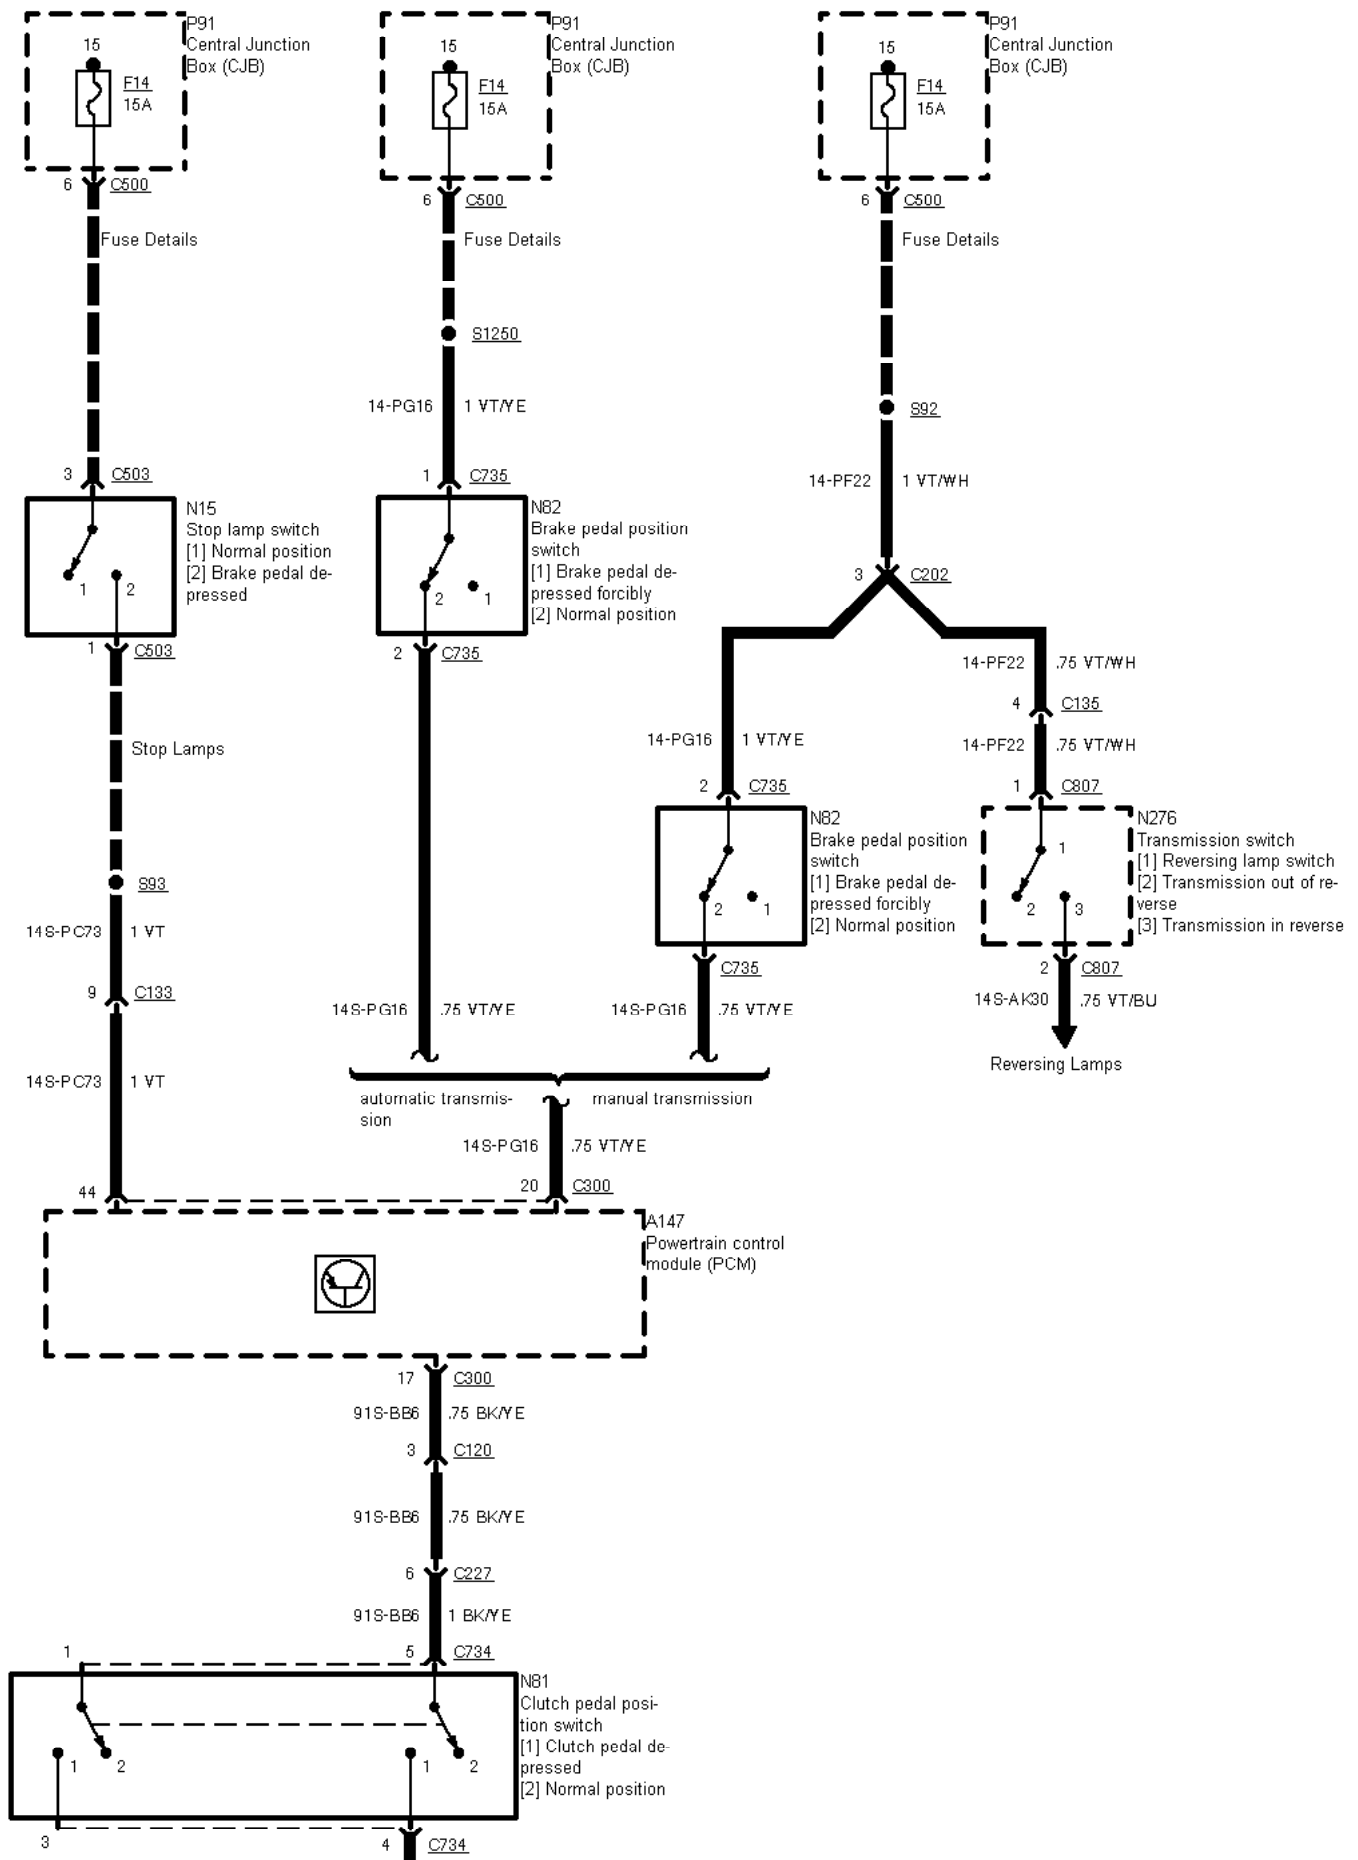 P91
Central Junction
Box (CJB)
15
F14
15A
6 C500
Fuse Details
P91
Central Junction
Box (CJB)
15
F14
15A
6 C500
Fuse Details
S1250
14-PG16 1 VT/YE
P91
Central Junction
Box (CJB)
15
F14
15A
6 C500
Fuse Details
S92
14-PF22 1 VT/WH
3 C503
N15
Stop lamp switch
[1] Normal position
[2] Brake pedal de-
pressed
1 2
1 C503
Stop Lamps
S93
14S-PC73 1 VT
9 C133
14S-PC73 1 VT
1 C735
N82
Brake pedal position
switch
[1] Brake pedal de-
pressed forcibly
[2] Normal position
2 1
2 C735
14S-PG16 .75 VT/YE
3 C202
14-PG16 1 VT/YE
2 C735
N82
Brake pedal position
switch
[1] Brake pedal de-
pressed forcibly
[2] Normal position
2 1
C735
14S-PG16 .75 VT/YE
14-PF22 .75 VT/WH
4 C135
14-PF22 .75 VT/WH
1 C807
N276
Transmission switch
[1] Reversing lamp switch
[2] Transmission out of re-
verse
[3] Transmission in reverse
1
2 3
2 C807
14S-AK30 .75 VT/BU
Reversing Lamps
automatic transmis-
sion
manual transmission
14S-PG16 .75 VT/YE
44
20 C300
A147
Powertrain control
module (PCM)
17 C300
91S-BB6 .75 BK/YE
3 C120
91S-BB6 .75 BK/YE
6 C227
91S-BB6 1 BK/YE
1
5 C734
N81
Clutch pedal posi-
tion switch
[1] Clutch pedal de-
pressed
[2] Normal position
1 2
1 2
3
4 C734